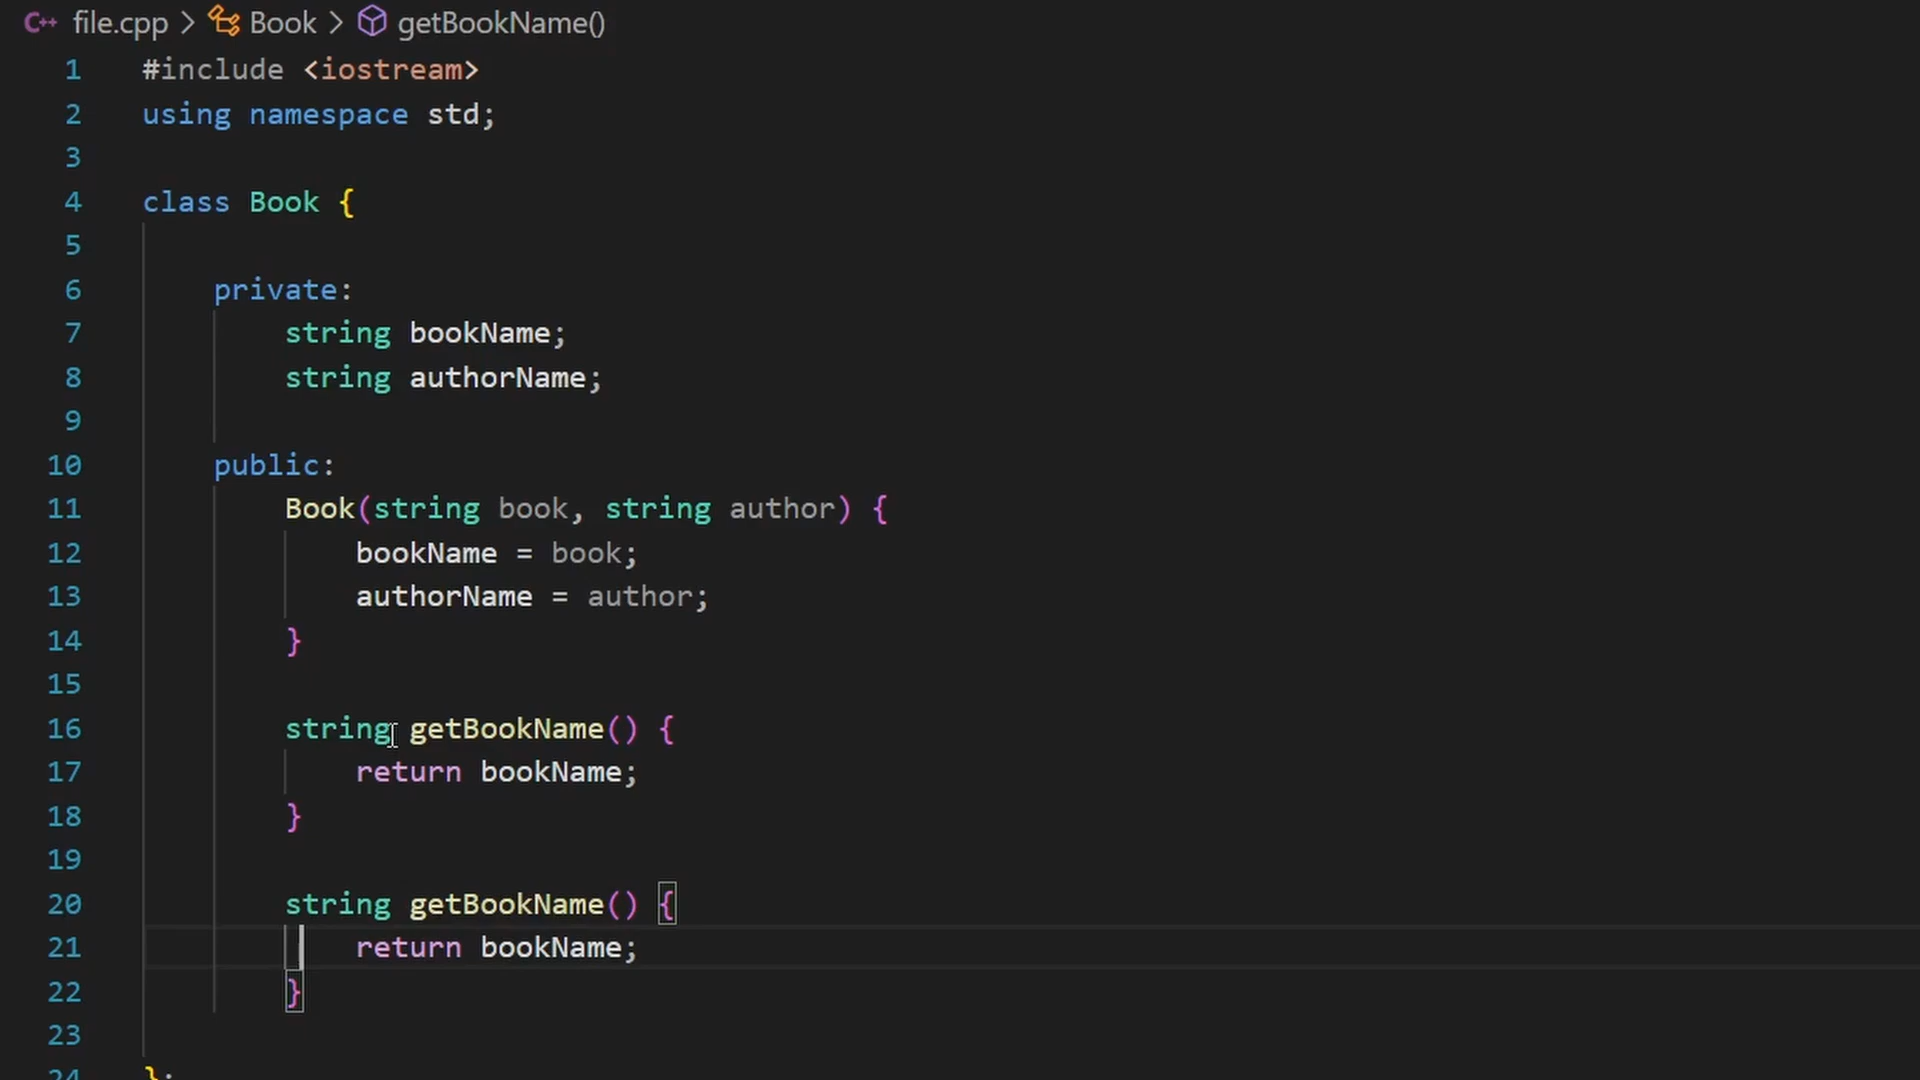 C++ file.cpp > Book > getBookName()
1 #include <iostream>
2 using namespace std;
3
4 class Book {
5
6 private:
7 string bookName;
8 string authorName;
9
10 public:
11 Book(string book, string author) {
12 bookName = book;
13 authorName = author;
14 }
15
16 string getBookName() {
17 return bookName;
18 }
19
20 string getBookName() {
21 return bookName;
22 }
23
24 };